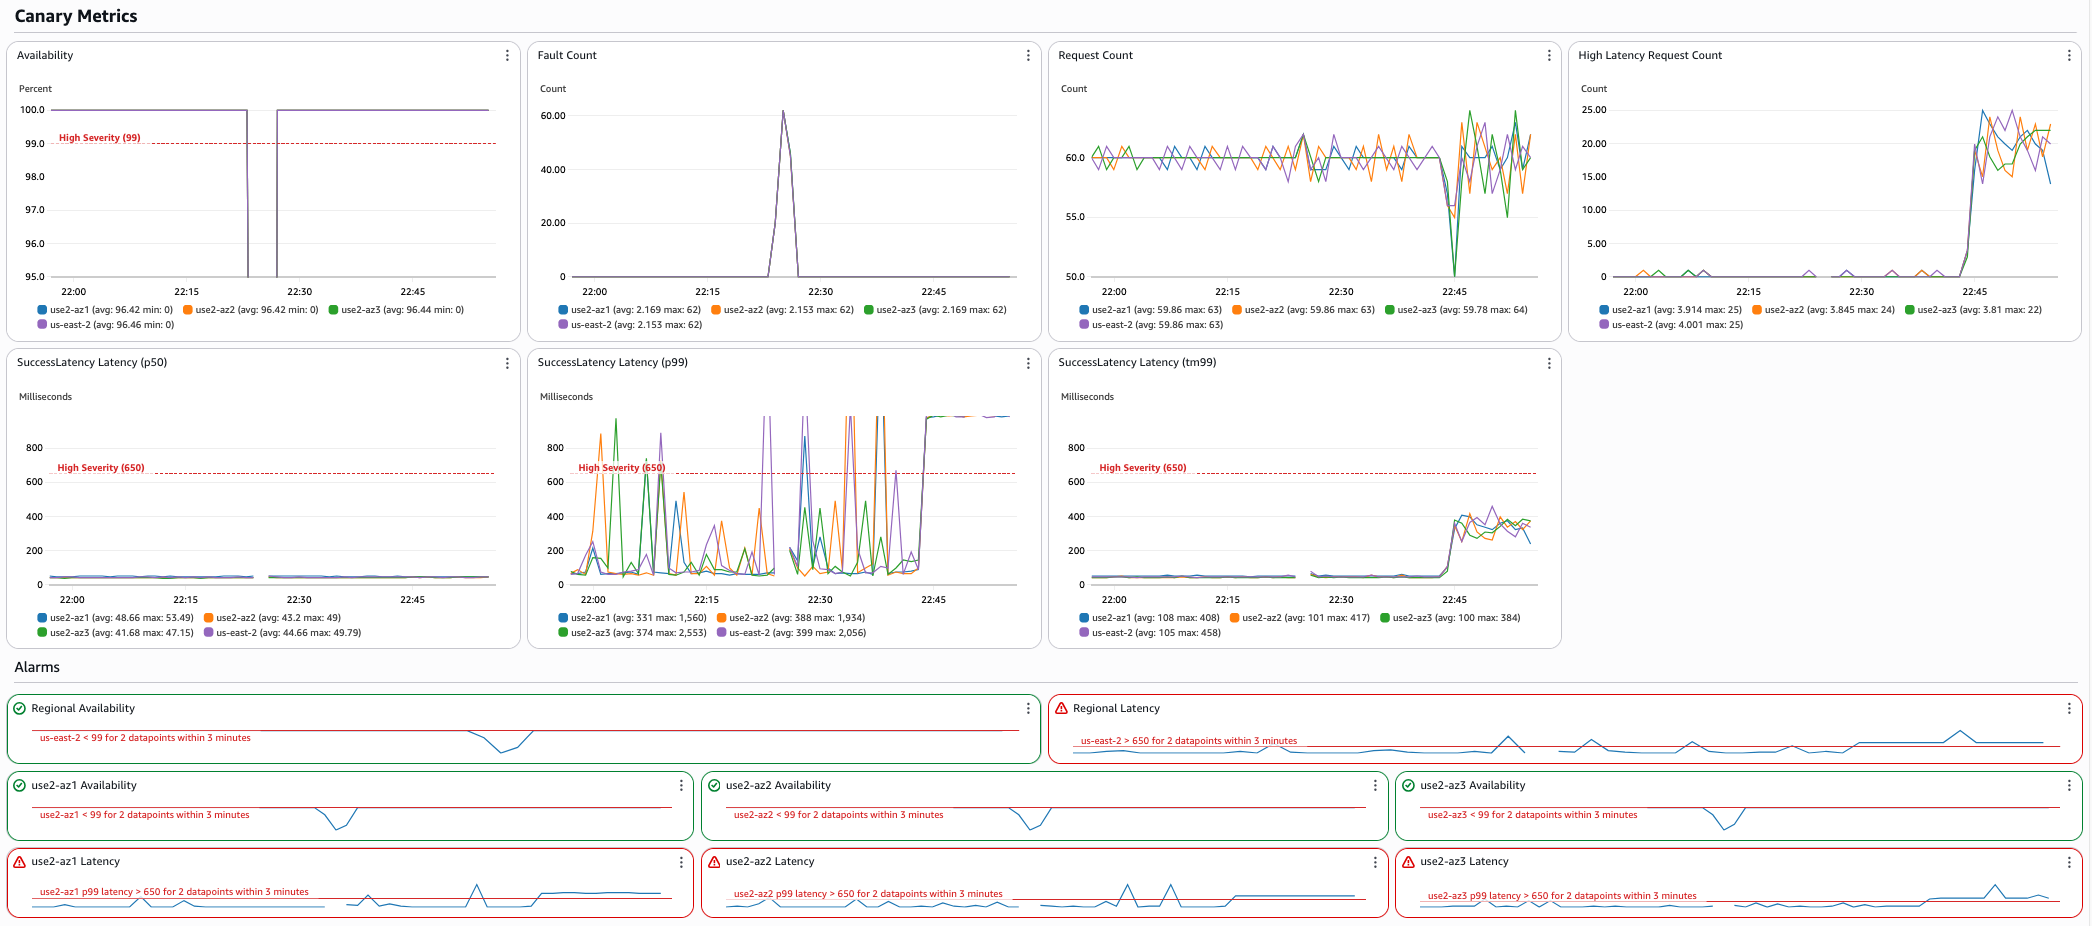 Canary Metrics
Availability
Percent
100.0
High Severity (99)
99.0
98.0
97.0
96.0
95.0
22:00 22:15 22:30 22:45
use2-az1 (avg: 96.42 min: 0) use2-az2 (avg: 96.42 min: 0) use2-az3 (avg: 96.44 min: 0)
us-east-2 (avg: 96.46 min: 0)
Fault Count
Count
60.00
40.00
20.00
0
22:00 22:15 22:30 22:45
use2-az1 (avg: 2.169 max: 62) use2-az2 (avg: 2.153 max: 62) use2-az3 (avg: 2.169 max: 62)
us-east-2 (avg: 2.153 max: 62)
Request Count
Count
60.0
55.0
50.0
22:00 22:15 22:30 22:45
use2-az1 (avg: 59.86 max: 63) use2-az2 (avg: 59.86 max: 63) use2-az3 (avg: 59.78 max: 64)
us-east-2 (avg: 59.86 max: 63)
High Latency Request Count
Count
25.00
20.00
15.00
10.00
5.00
0
22:00 22:15 22:30 22:45
use2-az1 (avg: 3.914 max: 25) use2-az2 (avg: 3.845 max: 24) use2-az3 (avg: 3.81 max: 22)
us-east-2 (avg: 4.001 max: 25)
SuccessLatency Latency (p50)
Milliseconds
800
High Severity (650)
600
400
200
0
22:00 22:15 22:30 22:45
use2-az1 (avg: 48.66 max: 53.49) use2-az2 (avg: 43.2 max: 49)
use2-az3 (avg: 41.68 max: 47.15) us-east-2 (avg: 44.66 max: 49.79)
SuccessLatency Latency (p99)
Milliseconds
800
High Severity (650)
600
400
200
0
22:00 22:15 22:30 22:45
use2-az1 (avg: 331 max: 1,560) use2-az2 (avg: 388 max: 1,934)
use2-az3 (avg: 374 max: 2,553) us-east-2 (avg: 399 max: 2,056)
SuccessLatency Latency (tm99)
Milliseconds
800
High Severity (650)
600
400
200
0
22:00 22:15 22:30 22:45
use2-az1 (avg: 108 max: 408) use2-az2 (avg: 101 max: 417) use2-az3 (avg: 100 max: 384)
us-east-2 (avg: 105 max: 458)
Alarms
Regional Availability
us-east-2 < 99 for 2 datapoints within 3 minutes
Regional Latency
us-east-2 > 650 for 2 datapoints within 3 minutes
use2-az1 Availability
use2-az1 < 99 for 2 datapoints within 3 minutes
use2-az2 Availability
use2-az2 < 99 for 2 datapoints within 3 minutes
use2-az3 Availability
use2-az3 < 99 for 2 datapoints within 3 minutes
use2-az1 Latency
use2-az1 p99 latency > 650 for 2 datapoints within 3 minutes
use2-az2 Latency
use2-az2 p99 latency > 650 for 2 datapoints within 3 minutes
use2-az3 Latency
use2-az3 p99 latency > 650 for 2 datapoints within 3 minutes